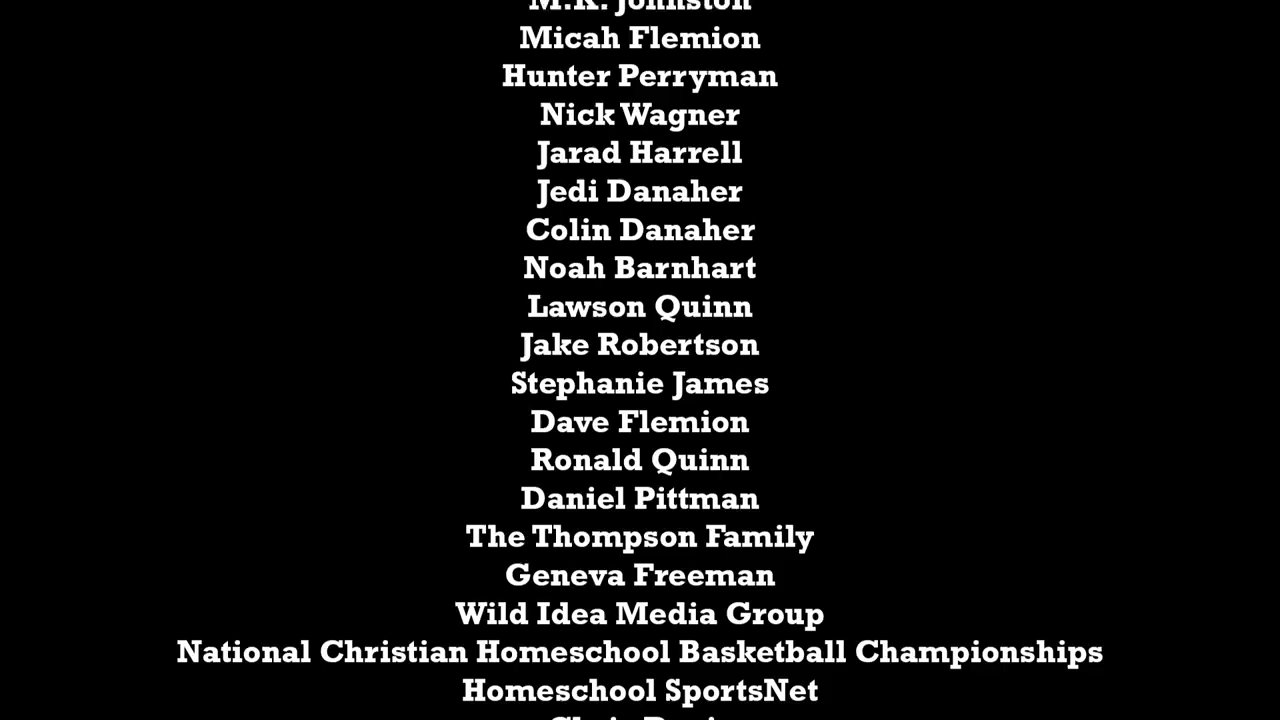 M.K. Johnston
Micah Flemion
Hunter Perryman
Nick Wagner
Jarad Harrell
Jedi Danaher
Colin Danaher
Noah Barnhart
Lawson Quinn
Jake Robertson
Stephanie James
Dave Flemion
Ronald Quinn
Daniel Pittman
The Thompson Family
Geneva Freeman
Wild Idea Media Group
National Christian Homeschool Basketball Championships
Homeschool SportsNet